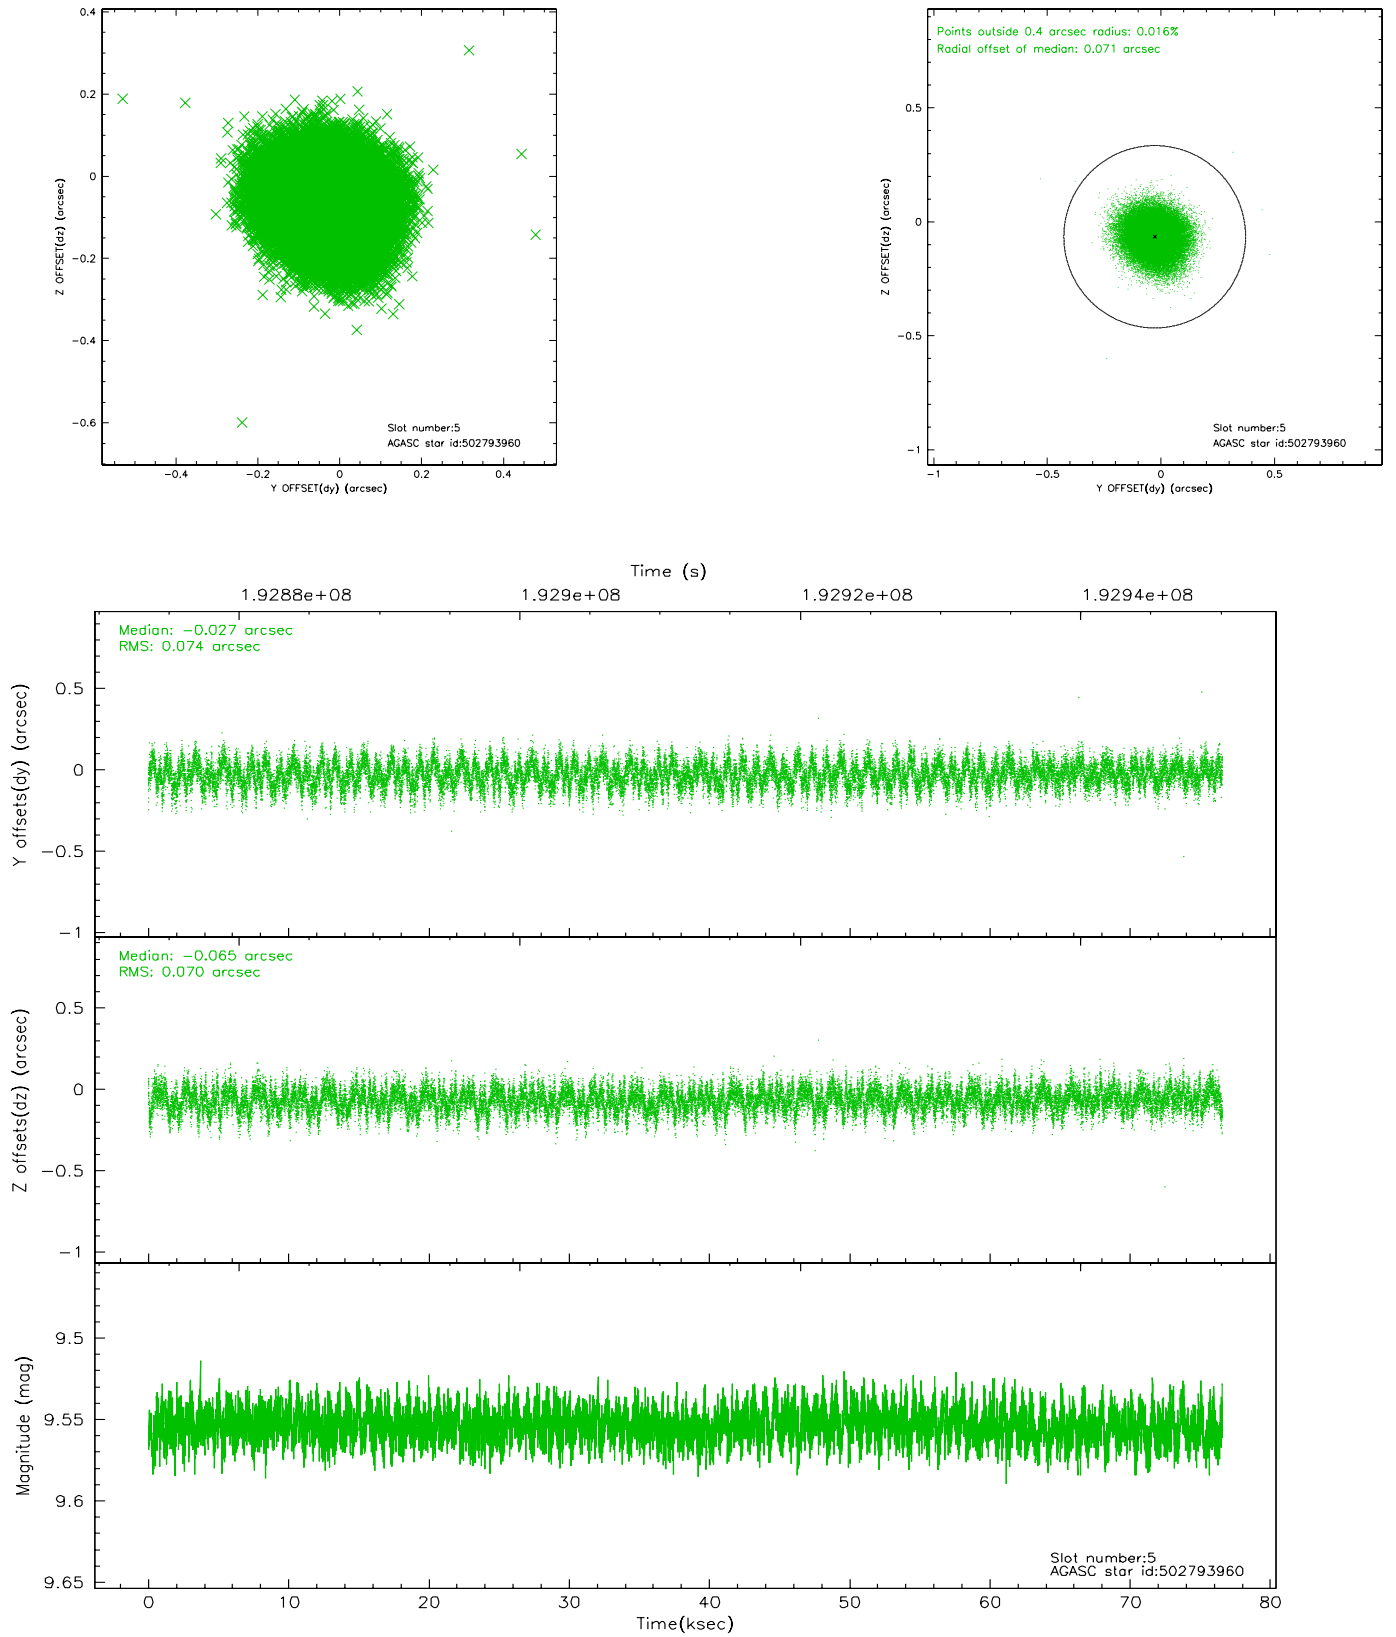 0.4
0.2
0
−0.2
−0.4
−0.6
Z OFFSET(dz) (arcsec)
−0.4
−0.2
0
0.2
0.4
Y OFFSET(dy) (arcsec)
Slot number:5
AGASC star id:502793960
Points outside 0.4 arcsec radius: 0.016%
Radial offset of median: 0.071 arcsec
0.5
0
−0.5
−1
Z OFFSET(dz) (arcsec)
−1
−0.5
0
0.5
Y OFFSET(dy) (arcsec)
Slot number:5
AGASC star id:502793960
Time (s)
1.9288e+08
1.929e+08
1.9292e+08
1.9294e+08
Median: −0.027 arcsec
RMS: 0.074 arcsec
0.5
0
−0.5
−1
Y offsets(dy) (arcsec)
Median: −0.065 arcsec
RMS: 0.070 arcsec
0.5
0
−0.5
−1
Z offsets(dz) (arcsec)
9.5
9.55
9.6
9.65
Magnitude (mag)
Slot number:5
AGASC star id:502793960
0
10
20
30
40
50
60
70
80
Time(ksec)